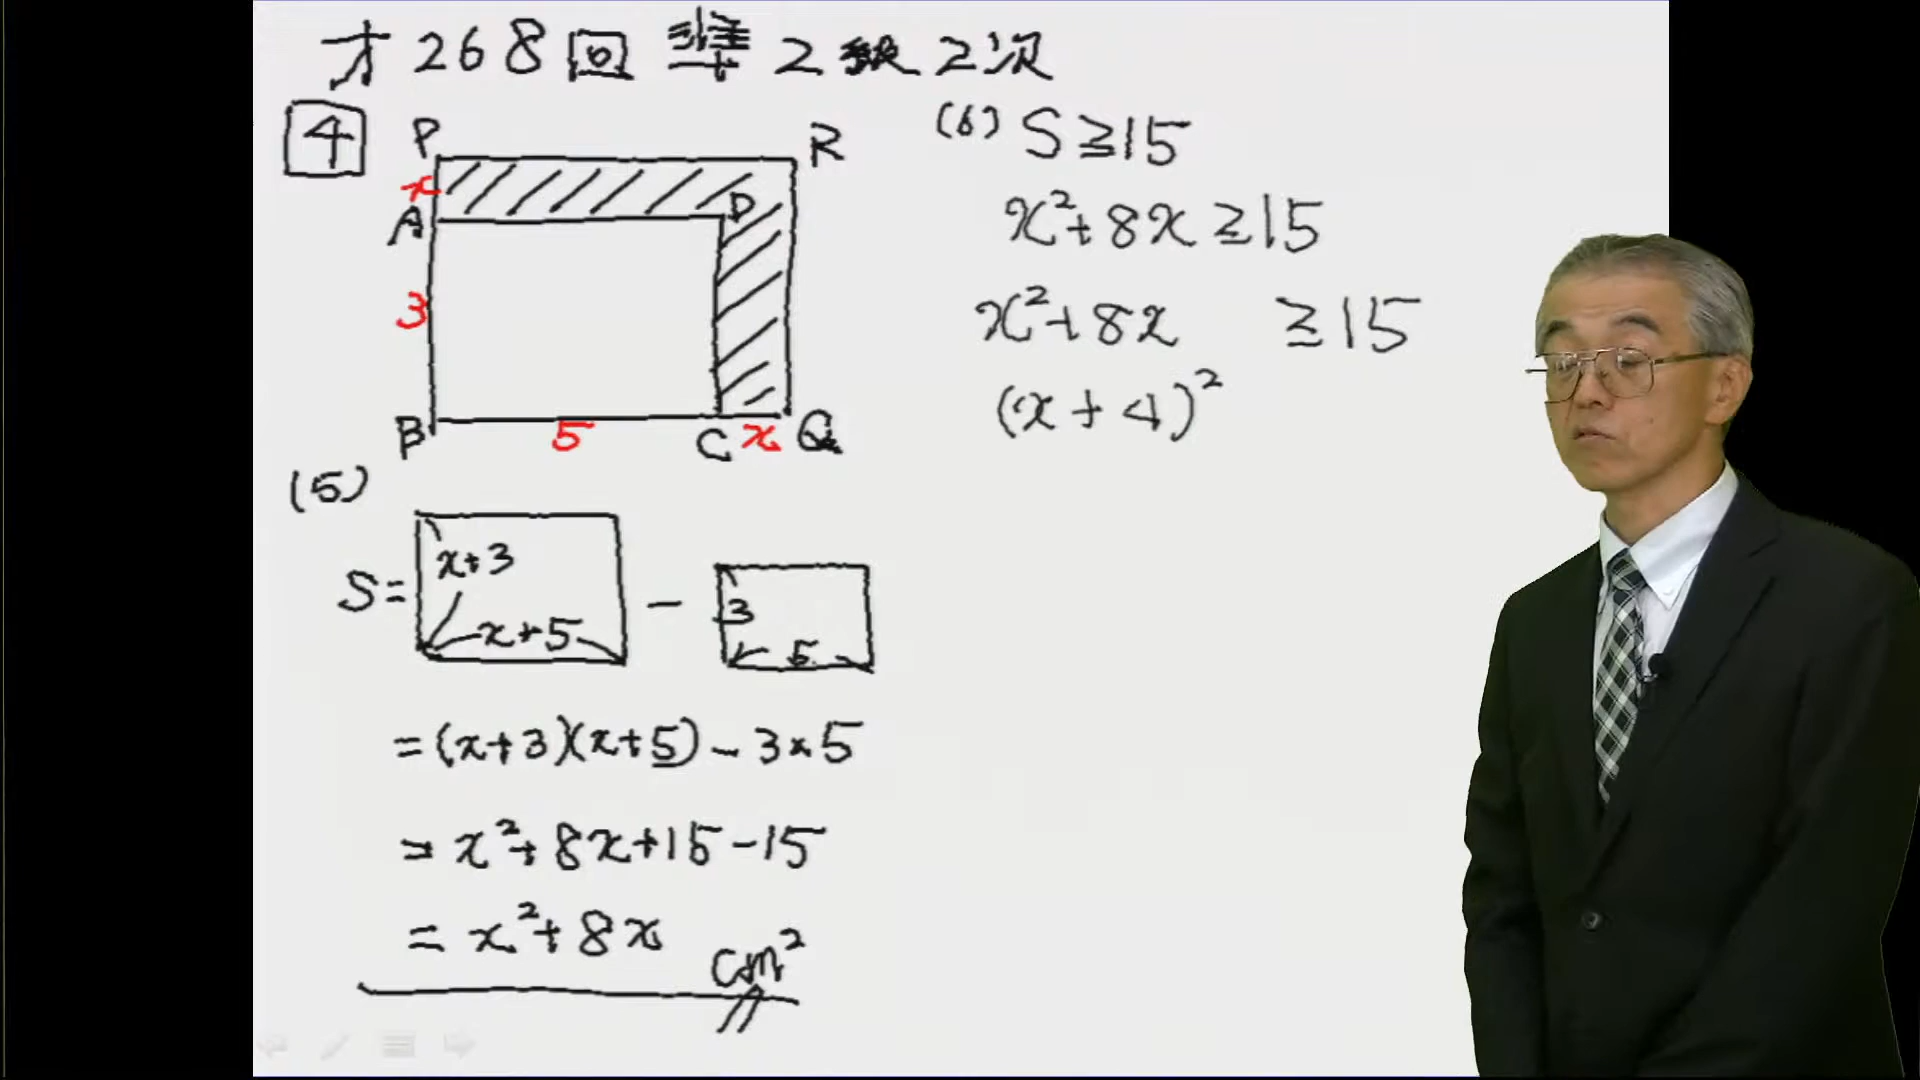 才268回 準2級2次
4
P
R
x
A
D
3
B
5
C
x
Q
(5)
S=
x+3
x+5
−
3
5
=(x+3)(x+5)−3×5
=x²+8x+15−15
=x²+8x cm²
(6) S≧15
x²+8x≧15
x²+8x ≧15
(x+4)²